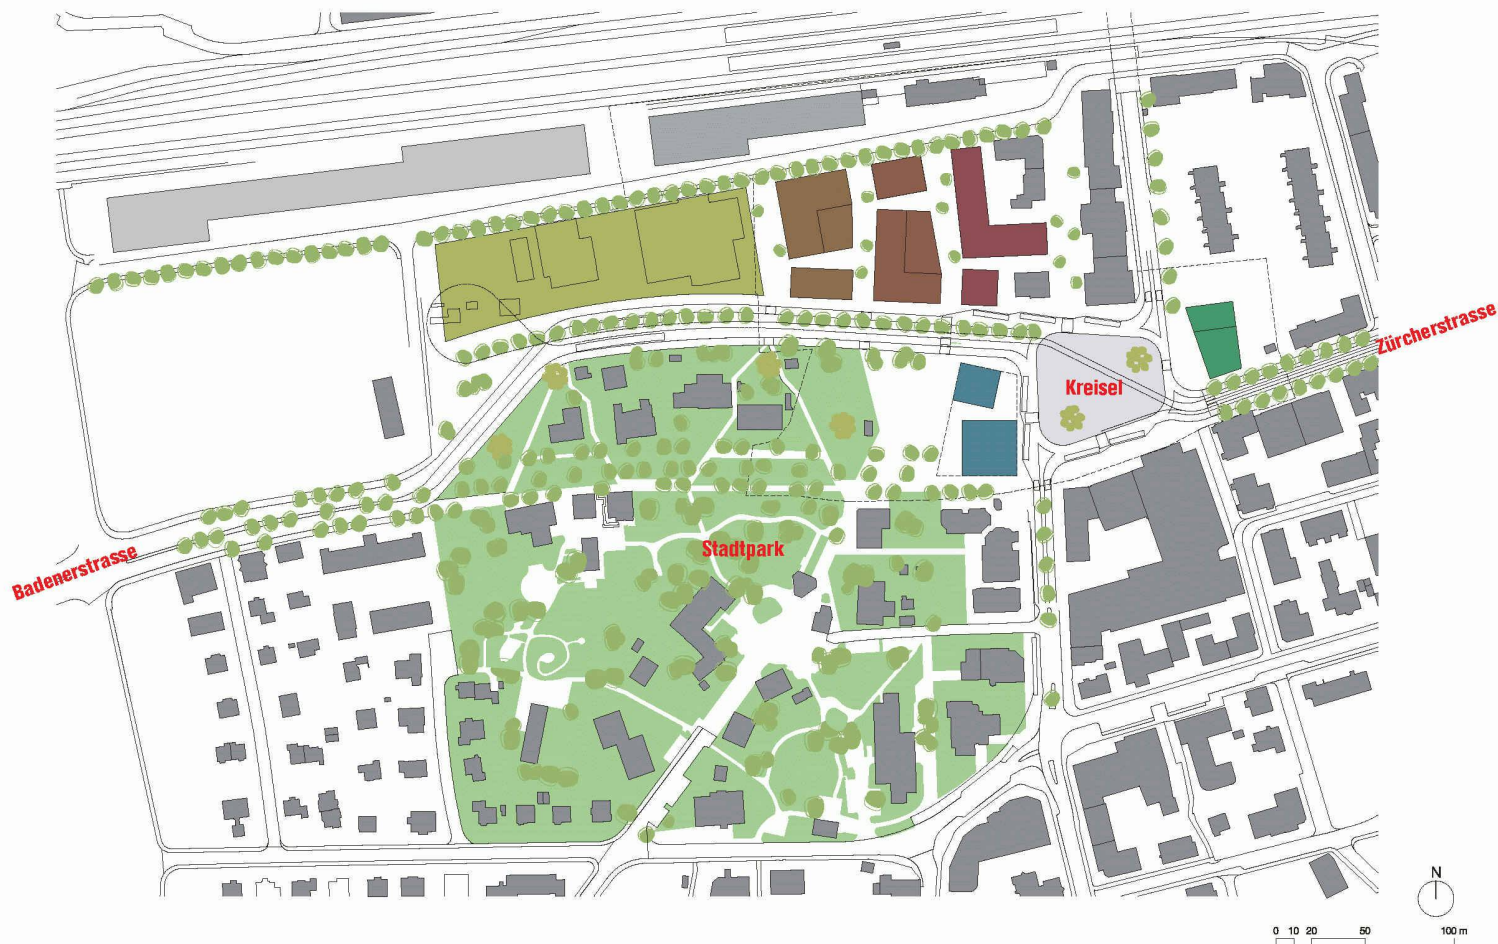 Zürcherstrasse
Kreisel
Stadtpark
Badenerstrasse
N
0 10 20 50 100 m